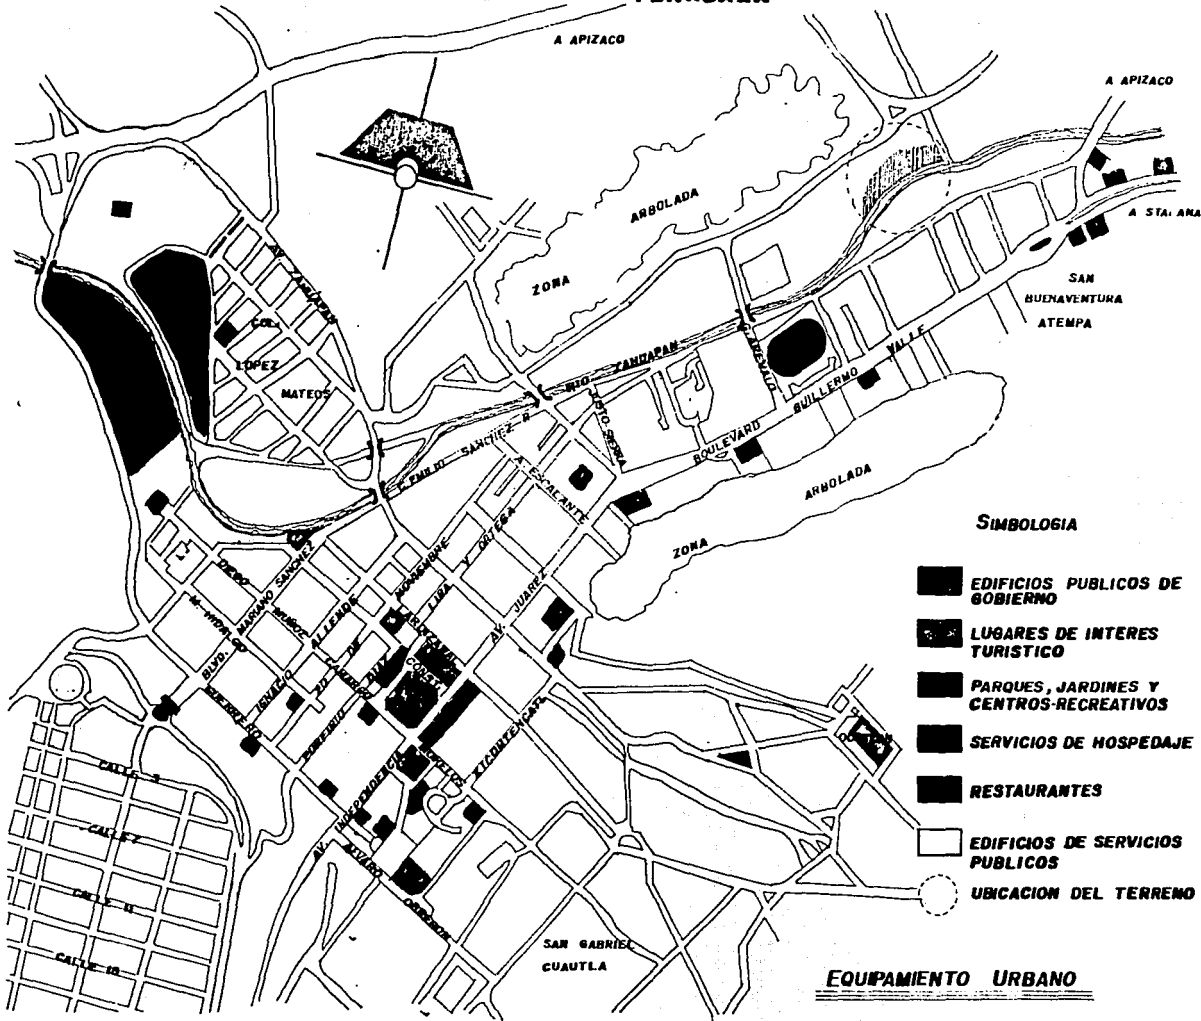 A APIZACO
A APIZACO
ARBOLADA
ZONA
A STA. ANA
SAN
BUENAVENTURA
ATEMPA
AV. TAHUAPAN
COL.
LOPEZ
MATEOS
RIO ZAHUAPAN
G. AREVALO
BOULEVARD GUILLERMO VALLE
JUSTO SIERRA
EMILIO SANCHEZ P.
A. ESCALANTE
ARBOLADA
ZONA
DIEGO MUÑOZ CAMARGO
M. HIDALGO
BLVD. MARIANO SANCHEZ
IGNACIO ALLENDE
20 DE NOVIEMBRE
LIRA Y ORTEGA
AV. JUAREZ
PORFIRIO DIAZ
CONST.
GUERRERO
AV. INDEPENDENCIA
MORELOS
XICOHTENCATL
ALVARO OBREGON
CALLE
CALLE 7
CALLE 11
CALLE
SAN GABRIEL
CUAUTLA
SIMBOLOGIA
EDIFICIOS PUBLICOS DE
GOBIERNO
LUGARES DE INTERES
TURISTICO
PARQUES, JARDINES Y
CENTROS-RECREATIVOS
SERVICIOS DE HOSPEDAJE
RESTAURANTES
EDIFICIOS DE SERVICIOS
PUBLICOS
UBICACION DEL TERRENO
EQUIPAMIENTO URBANO